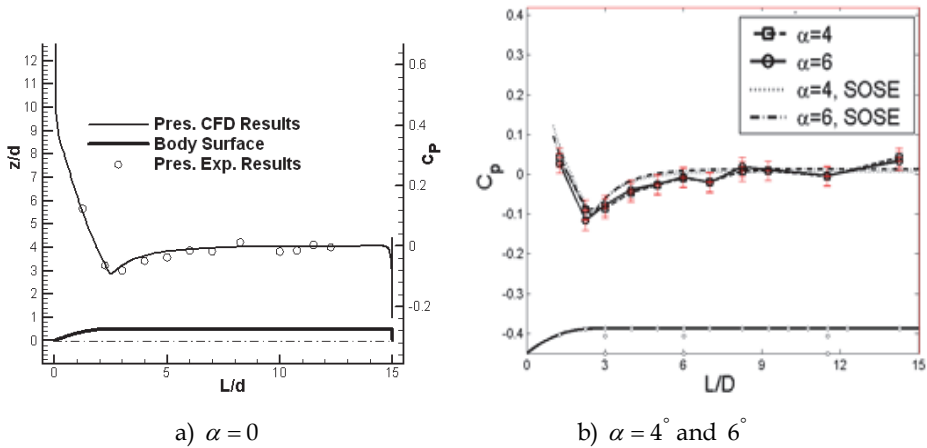 12
11
10
9
8
7
6
5
4
3
2
1
0
z/d
0.6
0.4
0.2
0
-0.2
cP
Pres. CFD Results
Body Surface
Pres. Exp. Results
0
5
10
15
L/d
a) α = 0
0.4
0.3
0.2
0.1
0
-0.1
-0.2
-0.3
-0.4
Cp
α=4
α=6
α=4, SOSE
α=6, SOSE
0
3
6
9
12
15
L/D
b) α = 4° and 6°